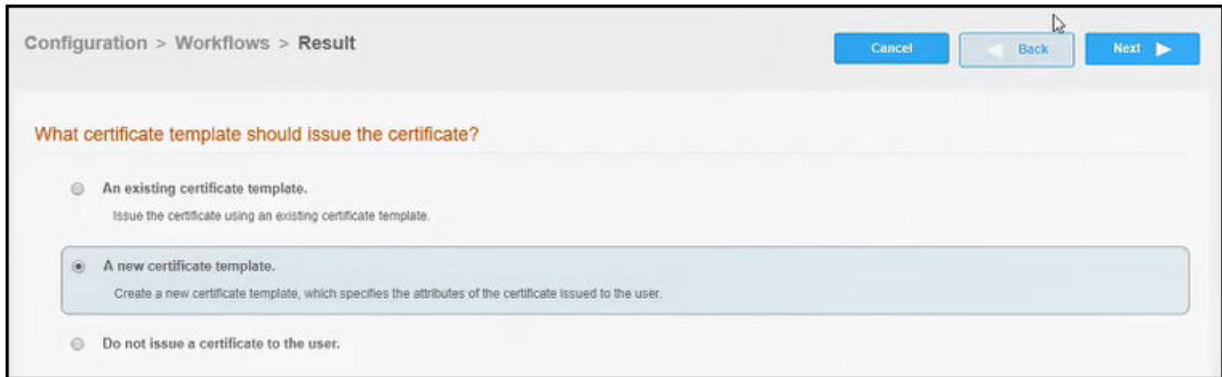 Configuration > Workflows > Result
Cancel
Back
Next
What certificate template should issue the certificate?
An existing certificate template.
Issue the certificate using an existing certificate template.
A new certificate template.
Create a new certificate template, which specifies the attributes of the certificate issued to the user.
Do not issue a certificate to the user.